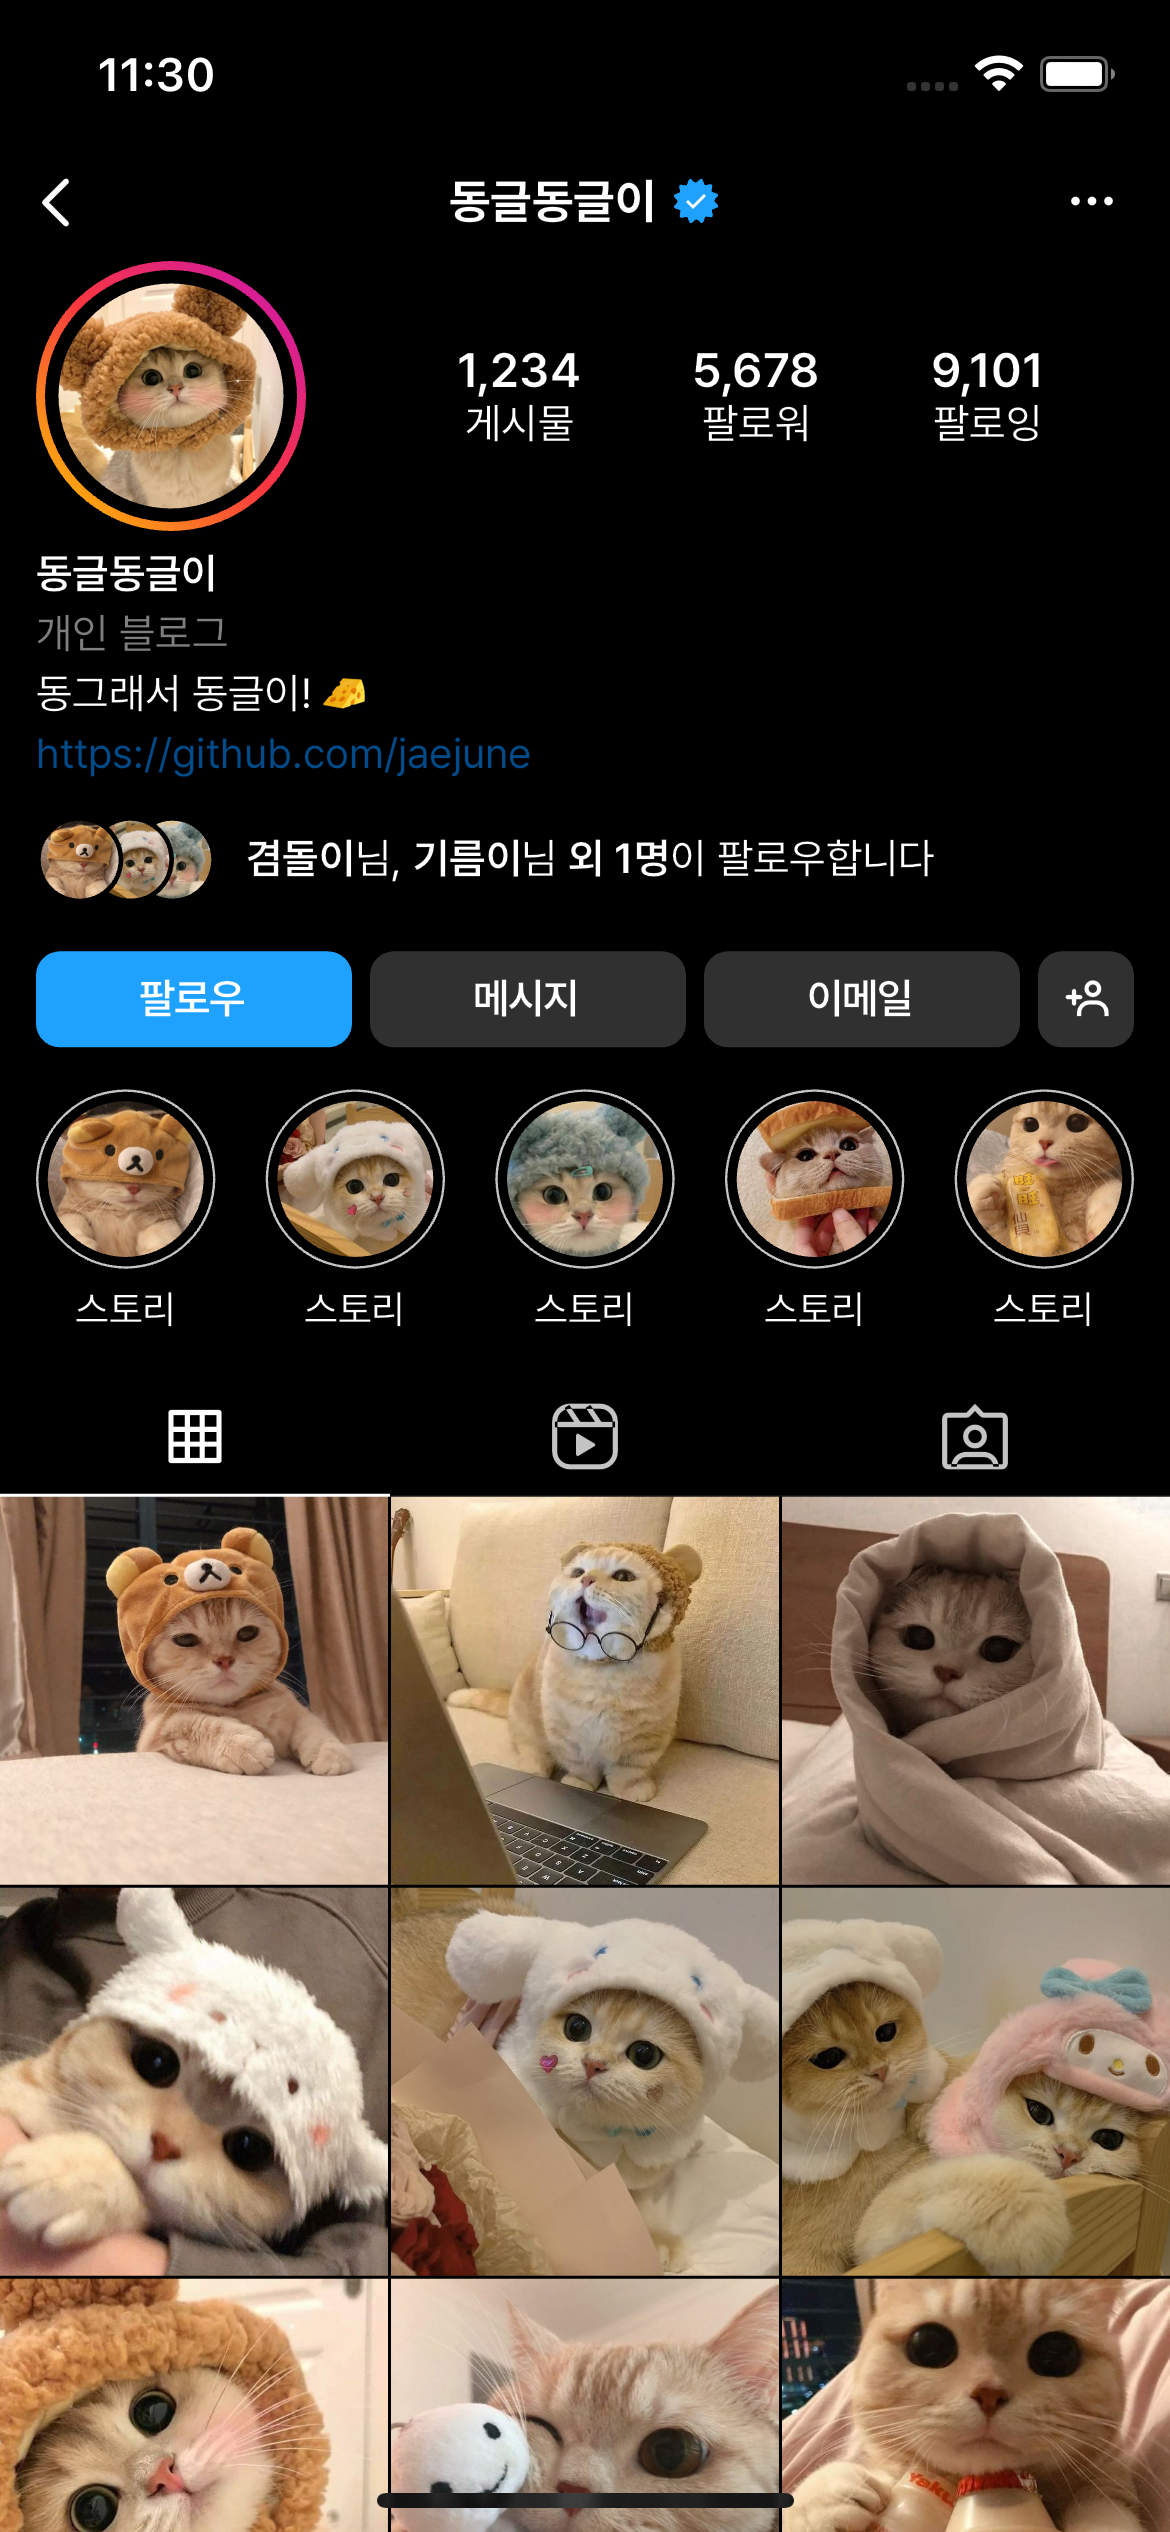 11:30
동글동글이
1,234 5,678 9,101
게시물 팔로워 팔로잉
동글동글이
개인 블로그
동그래서 동글이! 🧀
https://github.com/jaejune
겸돌이님, 기름이님 외 1명이 팔로우합니다
팔로우 메시지 이메일
스토리 스토리 스토리 스토리 스토리